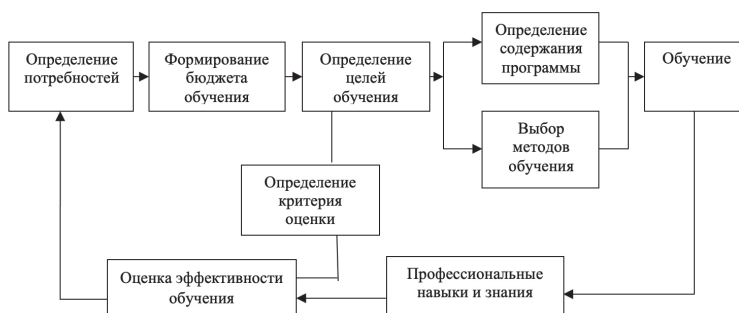 Определение
потребностей
Формирование
бюджета
обучения
Определение
целей
обучения
Определение
содержания
программы
Выбор
методов
обучения
Обучение
Определение
критерия
оценки
Оценка эффективности
обучения
Профессиональные
навыки и знания